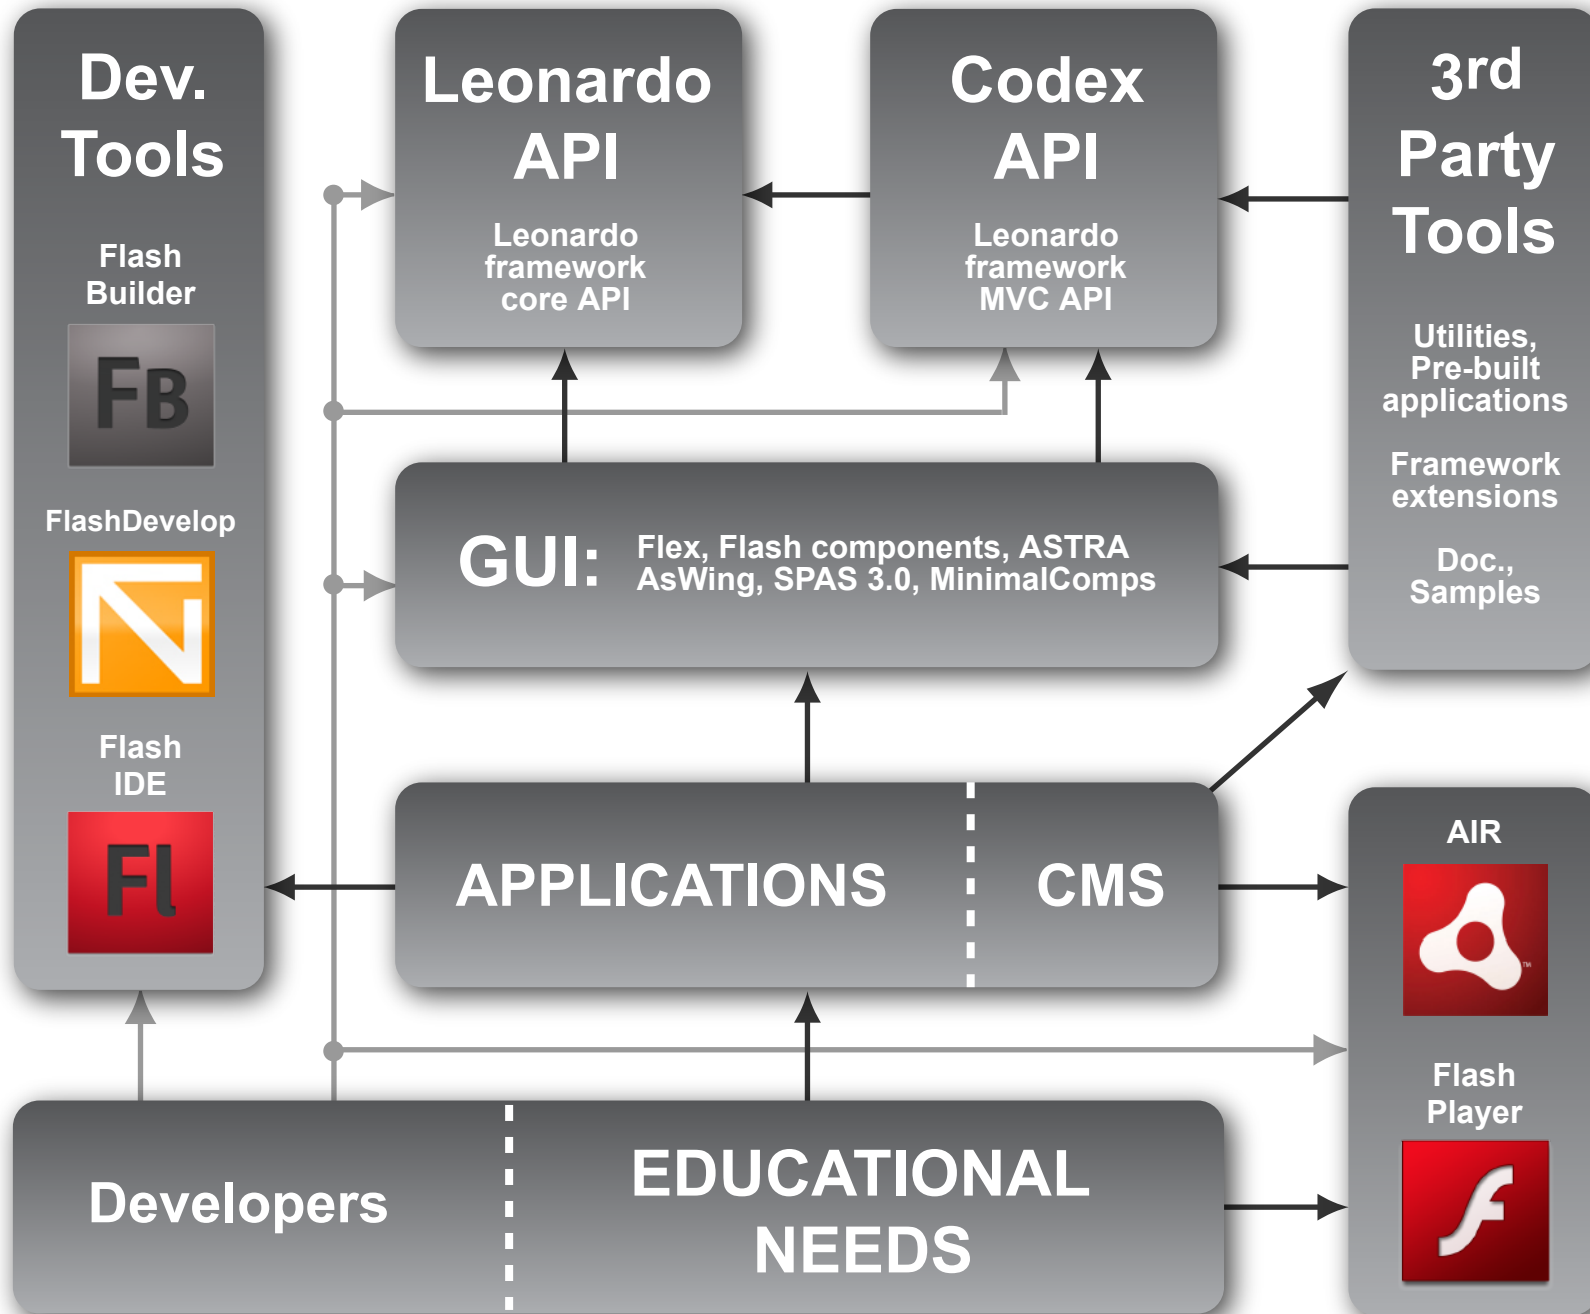 Dev.
Tools
Flash
Builder
FB
FlashDevelop
Flash
IDE
Fl
Leonardo
API
Leonardo
framework
core API
Codex
API
Leonardo
framework
MVC API
3rd
Party
Tools
Utilities,
Pre-built
applications
Framework
extensions
Doc.,
Samples
GUI:
Flex, Flash components, ASTRA
AsWing, SPAS 3.0, MinimalComps
APPLICATIONS
CMS
AIR
TM
Flash
Player
Developers
EDUCATIONAL
NEEDS